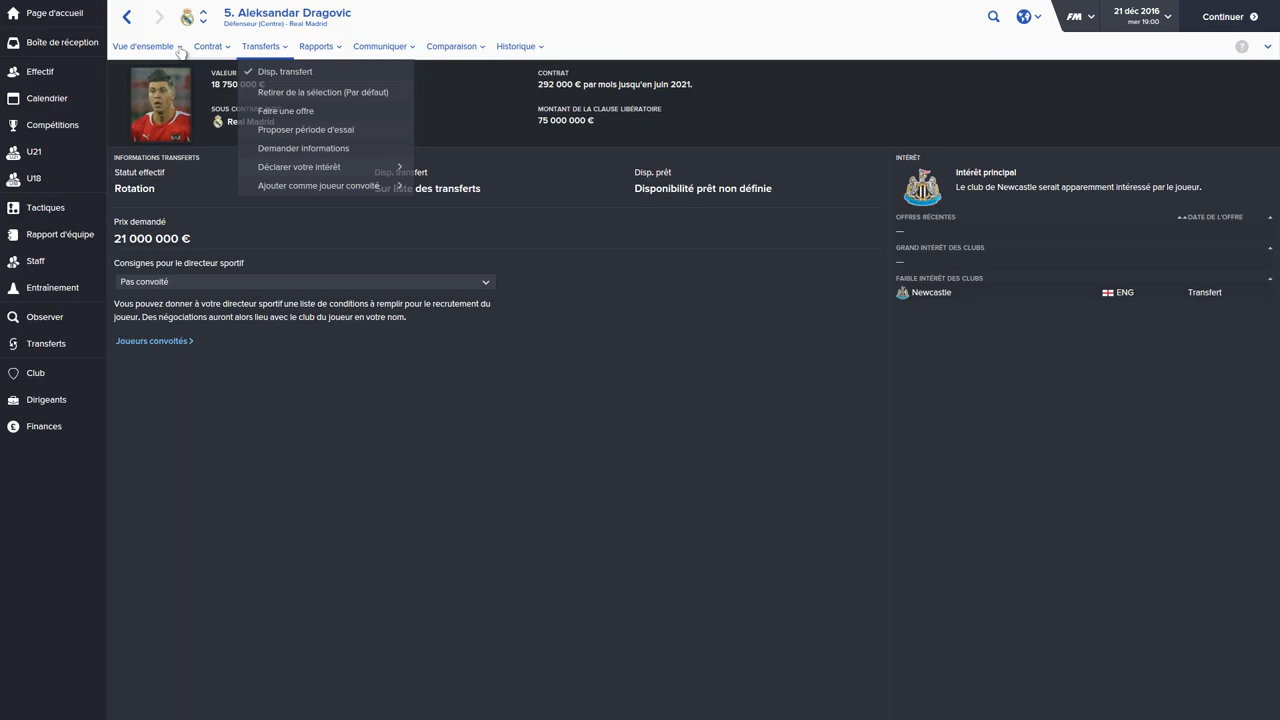 Page d'accueil
Boîte de réception
Effectif
Calendrier
Compétitions
U21
U18
Tactiques
Rapport d'équipe
Staff
Entraînement
Observer
Transferts
Club
Dirigeants
Finances
5. Aleksandar Dragovic
Défenseur (Centre) - Real Madrid
FM
21 déc 2016
mer 19:00
Continuer
Vue d'ensemble
Contrat
Transferts
Rapports
Communiquer
Comparaison
Historique
?
Disp. transfert
Retirer de la sélection (Par défaut)
Faire une offre
Proposer période d'essai
Demander informations
Déclarer votre intérêt
Ajouter comme joueur convoité
VALEUR
18 750 000 €
SOUS CONTRAT
Real Madrid
CONTRAT
292 000 € par mois jusqu'en juin 2021.
MONTANT DE LA CLAUSE LIBÉRATOIRE
75 000 000 €
INFORMATIONS TRANSFERTS
Statut effectif
Rotation
Disp. transfert
Sur liste des transferts
Disp. prêt
Disponibilité prêt non définie
Prix demandé
21 000 000 €
Consignes pour le directeur sportif
Pas convoité
Vous pouvez donner à votre directeur sportif une liste de conditions à remplir pour le recrutement du
joueur. Des négociations auront alors lieu avec le club du joueur en votre nom.
Joueurs convoités >
INTÉRÊT
Intérêt principal
Le club de Newcastle serait apparemment intéressé par le joueur.
OFFRES RÉCENTES
DATE DE L'OFFRE
---
GRAND INTÉRÊT DES CLUBS
---
FAIBLE INTÉRÊT DES CLUBS
Newcastle
ENG
Transfert